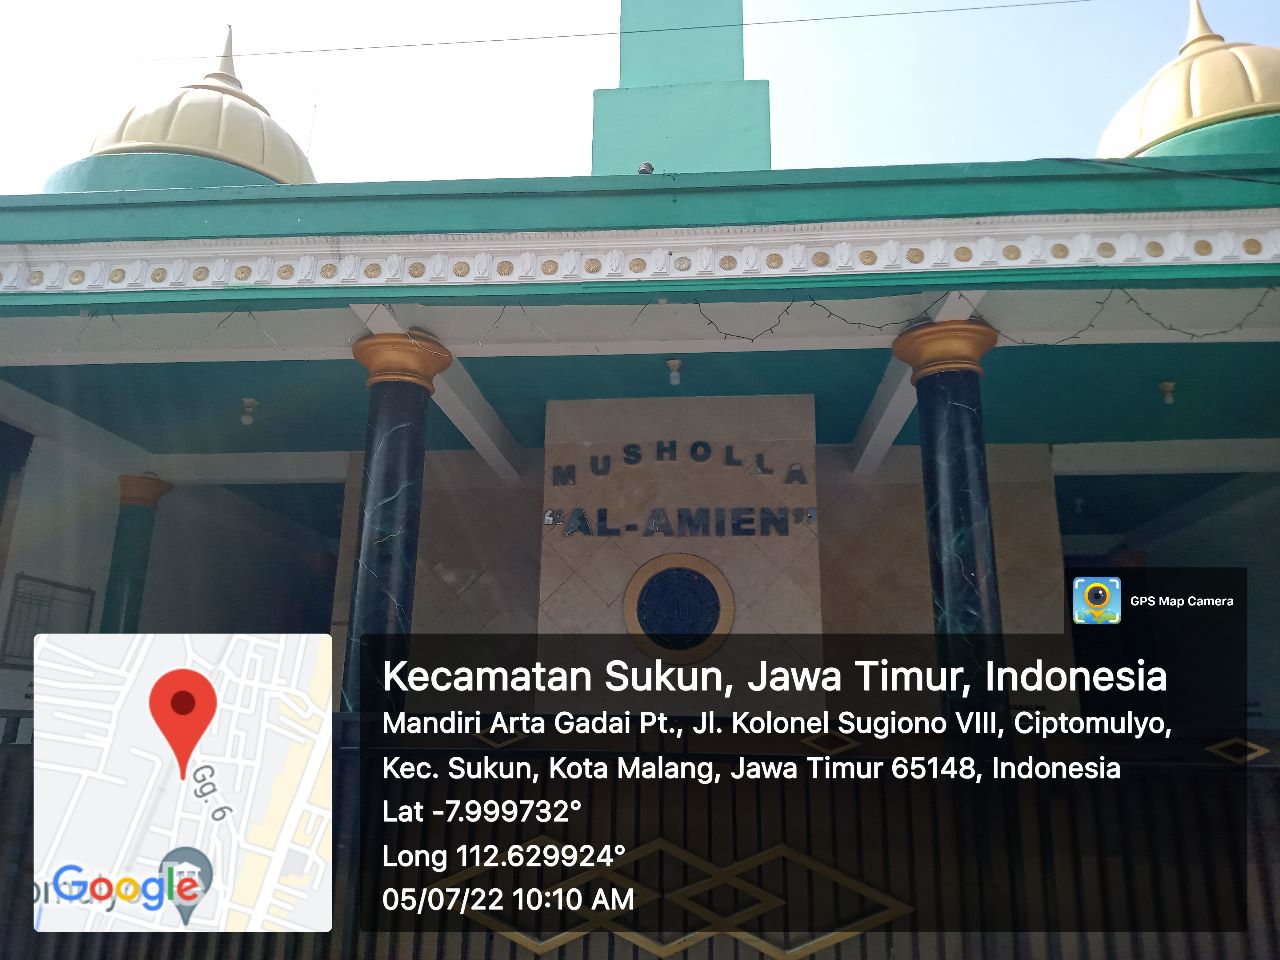 MUSHOLLA
“AL-AMIEN”
GPS Map Camera
Kecamatan Sukun, Jawa Timur, Indonesia
Mandiri Arta Gadai Pt., Jl. Kolonel Sugiono VIII, Ciptomulyo,
Kec. Sukun, Kota Malang, Jawa Timur 65148, Indonesia
Lat -7.999732°
Long 112.629924°
05/07/22 10:10 AM
Gg. 6
Google